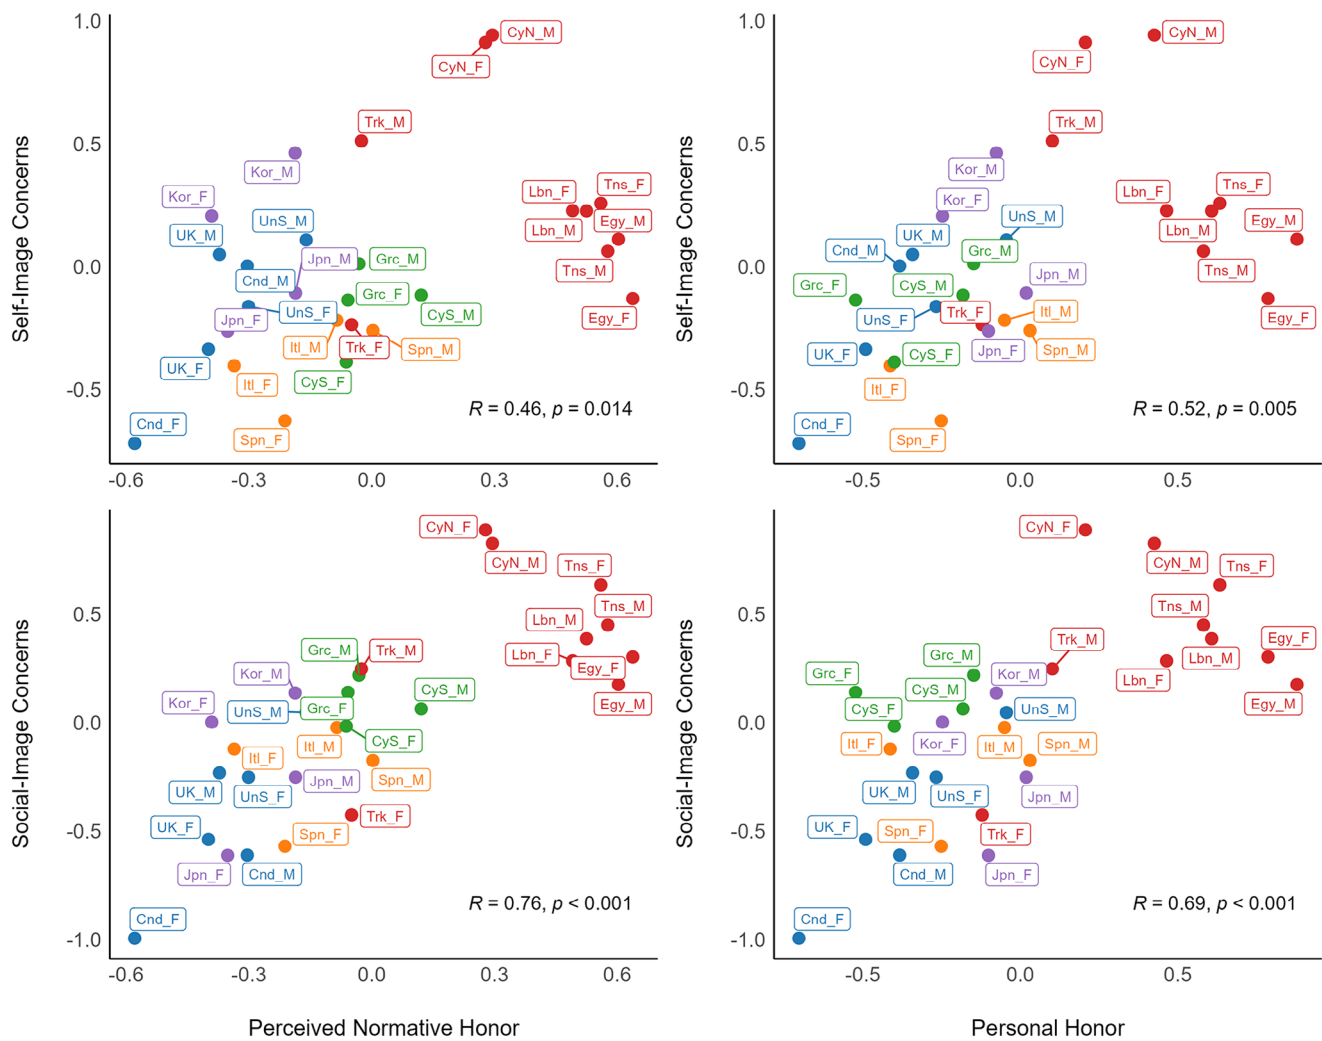 1.0
0.5
0.0
-0.5
Self-Image Concerns
CyN_M
CyN_F
Trk_M
Kor_M
Kor_F
Lbn_F
Tns_F
UK_M
UnS_M
Lbn_M
Egy_M
Cnd_M
Jpn_M
Grc_M
Tns_M
Grc_F
Jpn_F
UnS_F
CyS_M
Egy_F
Itl_M
Trk_F
Spn_M
UK_F
Itl_F
CyS_F
R = 0.46, p = 0.014
Cnd_F
Spn_F
-0.6 -0.3 0.0 0.3 0.6
1.0
0.5
0.0
-0.5
Self-Image Concerns
CyN_M
CyN_F
Trk_M
Kor_M
Kor_F
Lbn_F
Tns_F
UnS_M
Egy_M
UK_M
Lbn_M
Cnd_M
Grc_M
Tns_M
Jpn_M
Grc_F
CyS_M
UnS_F
Trk_F
Itl_M
Egy_F
UK_F
CyS_F
Jpn_F
Spn_M
Itl_F
R = 0.52, p = 0.005
Cnd_F
Spn_F
-0.5 0.0 0.5
0.5
0.0
-0.5
-1.0
Social-Image Concerns
CyN_F
CyN_M
Tns_F
Tns_M
Lbn_M
Grc_M
Trk_M
Lbn_F
Egy_F
Kor_M
CyS_M
Egy_M
Kor_F
UnS_M
Grc_F
CyS_F
Itl_M
Itl_F
UK_M
UnS_F
Jpn_M
Spn_M
Trk_F
UK_F
Spn_F
Jpn_F
Cnd_M
R = 0.76, p < 0.001
Cnd_F
-0.6 -0.3 0.0 0.3 0.6
Perceived Normative Honor
0.5
0.0
-0.5
-1.0
Social-Image Concerns
CyN_F
CyN_M
Tns_F
Tns_M
Trk_M
Egy_F
Grc_M
Lbn_M
Grc_F
Kor_M
Lbn_F
CyS_M
Egy_M
CyS_F
UnS_M
Itl_F
Kor_F
Itl_M
Spn_M
UK_M
UnS_F
Jpn_M
UK_F
Spn_F
Trk_F
Cnd_M
Jpn_F
R = 0.69, p < 0.001
Cnd_F
-0.5 0.0 0.5
Personal Honor